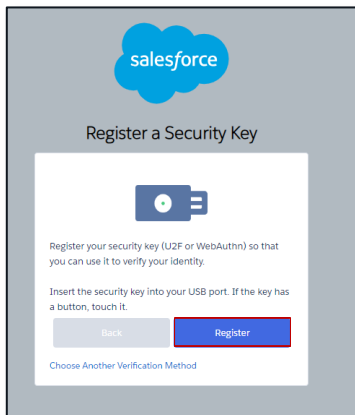 salesforce
Register a Security Key
Register your security key (U2F or WebAuthn) so that
you can use it to verify your identity.
Insert the security key into your USB port. If the key has
a button, touch it.
Back
Register
Choose Another Verification Method